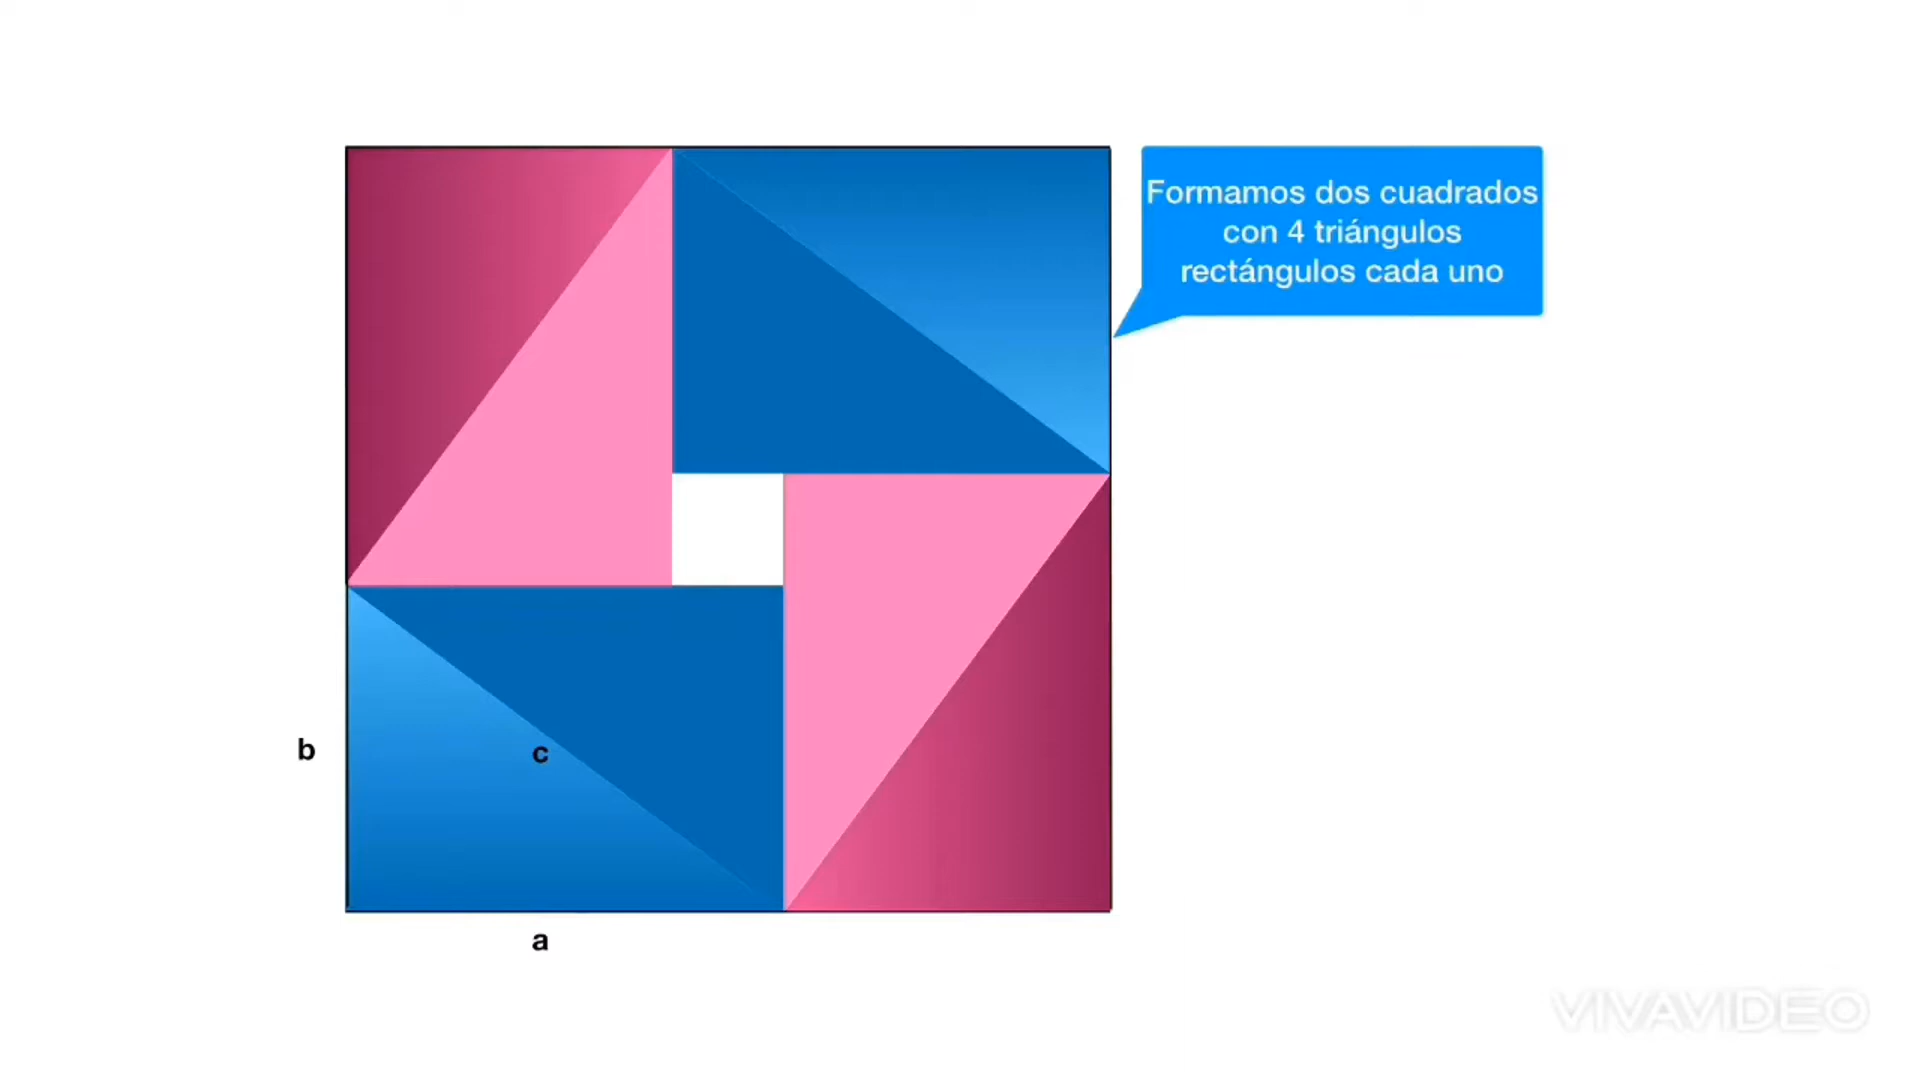 Formamos dos cuadrados
con 4 triángulos
rectángulos cada uno
b
c
a
VIVAVIDEO